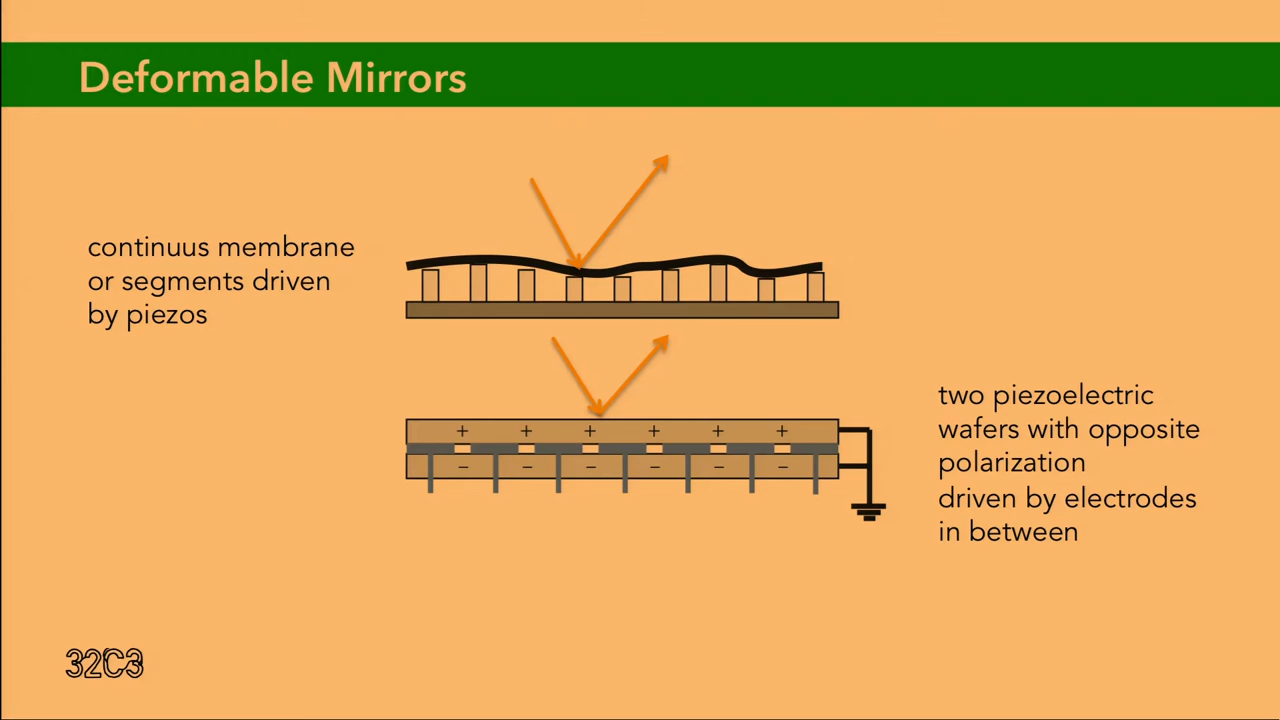 Deformable Mirrors
continuus membrane
or segments driven
by piezos
+ + + + + +
− − − − − −
two piezoelectric
wafers with opposite
polarization
driven by electrodes
in between
32C3